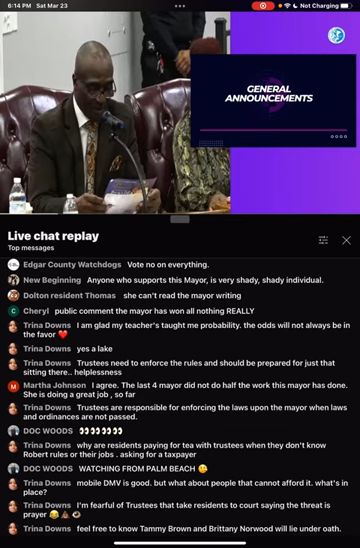 6:14 PM Sat Mar 23
Not Charging
GENERAL
ANNOUNCEMENTS
Live chat replay
Top messages
Edgar County Watchdogs Vote no on everything.
New Beginning Anyone who supports this Mayor, is very shady, shady individual.
Dolton resident Thomas she can't read the mayor writing
C Cheryl public comment the mayor has won all nothing REALLY
Trina Downs I am glad my teacher's taught me probability. the odds will not always be in
the favor ❤️
Trina Downs yes a lake
Trina Downs Trustees need to enforce the rules and should be prepared for just that
sitting there.. helplessness
M Martha Johnson I agree. The last 4 mayor did not do half the work this mayor has done.
She is doing a great job , so far
Trina Downs Trustees are responsible for enforcing the laws upon the mayor when laws
and ordinances are not passed.
DOC WOODS 👀👀👀👀👀
Trina Downs why are residents paying for tea with trustees when they don't know
Robert rules or their jobs . asking for a taxpayer
DOC WOODS WATCHING FROM PALM BEACH
Trina Downs mobile DMV is good. but what about people that cannot afford it. what's in
place?
Trina Downs I'm fearful of Trustees that take residents to court saying the threat is
prayer
Trina Downs feel free to know Tammy Brown and Brittany Norwood will lie under oath.